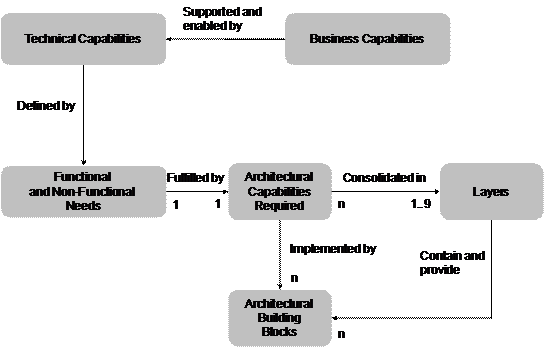 Supported and
enabled by
Technical Capabilities
Business Capabilities
Defined by
Functional
and Non-Functional
Needs
Fulfilled by
1
1
Architectural
Capabilities
Required
Consolidated in
n
1..9
Layers
Implemented by
n
Contain and
provide
Architectural
Building
Blocks
n